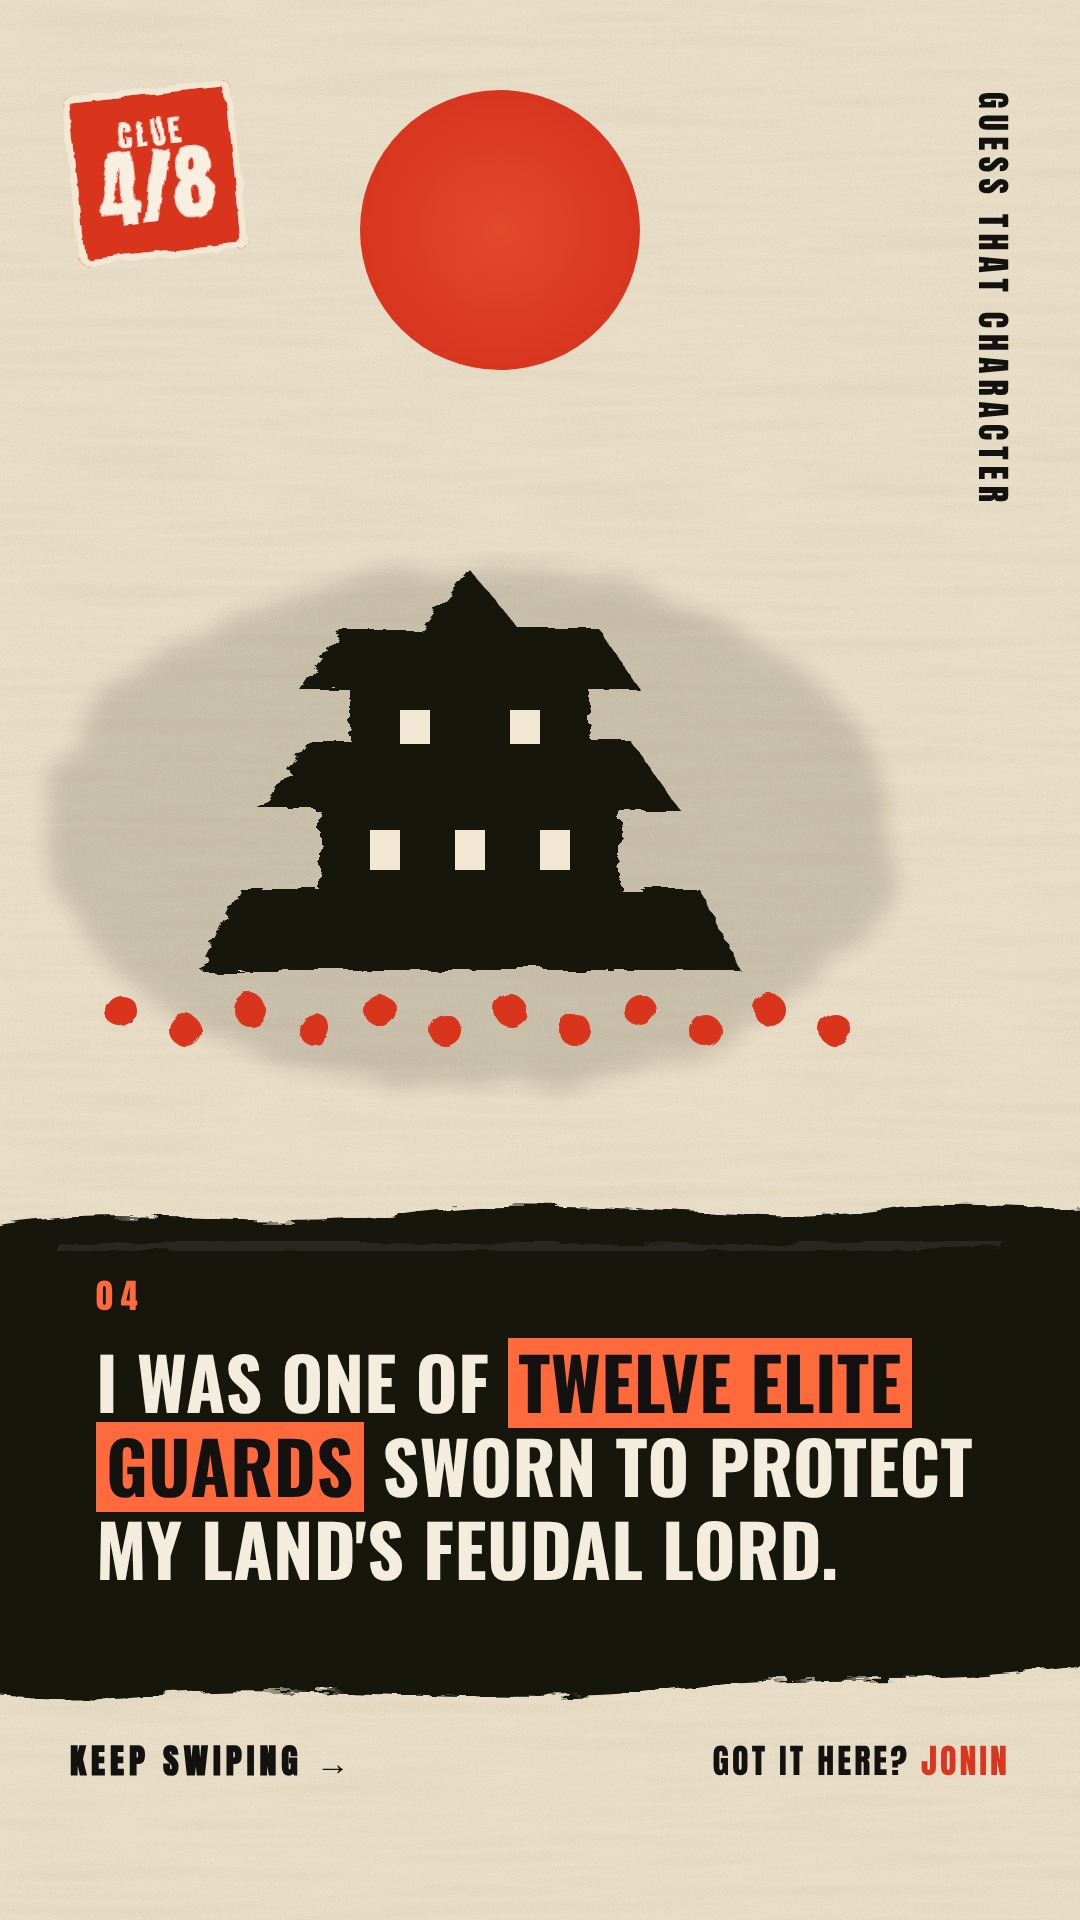 CLUE
4/8
GUESS THAT CHARACTER
04
I WAS ONE OF TWELVE ELITE
GUARDS SWORN TO PROTECT
MY LAND'S FEUDAL LORD.
KEEP SWIPING →
GOT IT HERE? JONIN